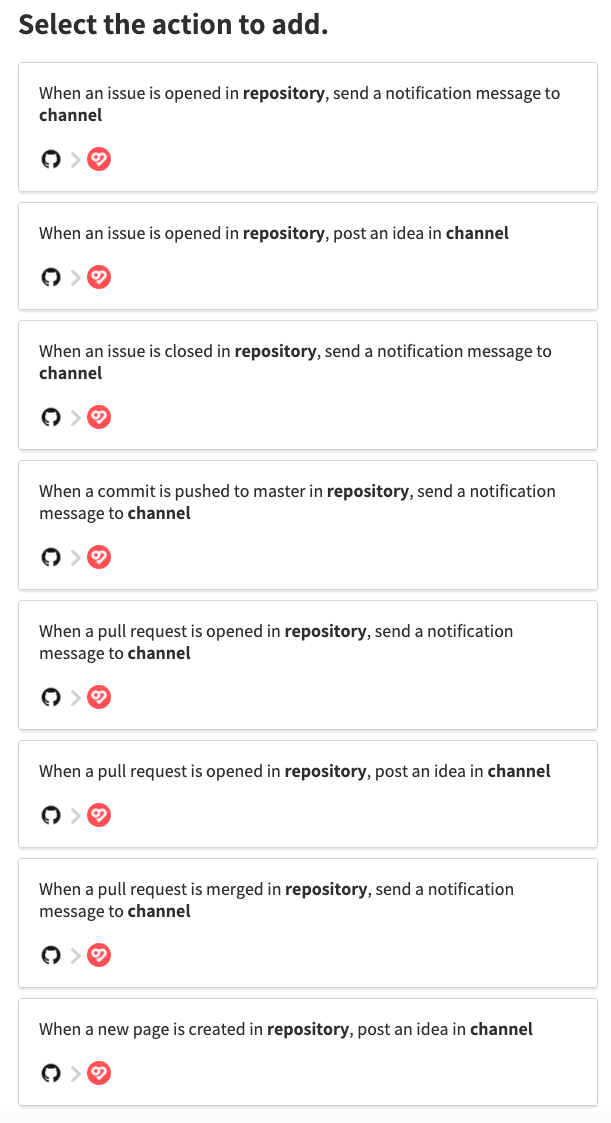 Select the action to add.
When an issue is opened in repository, send a notification message to
channel
When an issue is opened in repository, post an idea in channel
When an issue is closed in repository, send a notification message to
channel
When a commit is pushed to master in repository, send a notification
message to channel
When a pull request is opened in repository, send a notification
message to channel
When a pull request is opened in repository, post an idea in channel
When a pull request is merged in repository, send a notification
message to channel
When a new page is created in repository, post an idea in channel